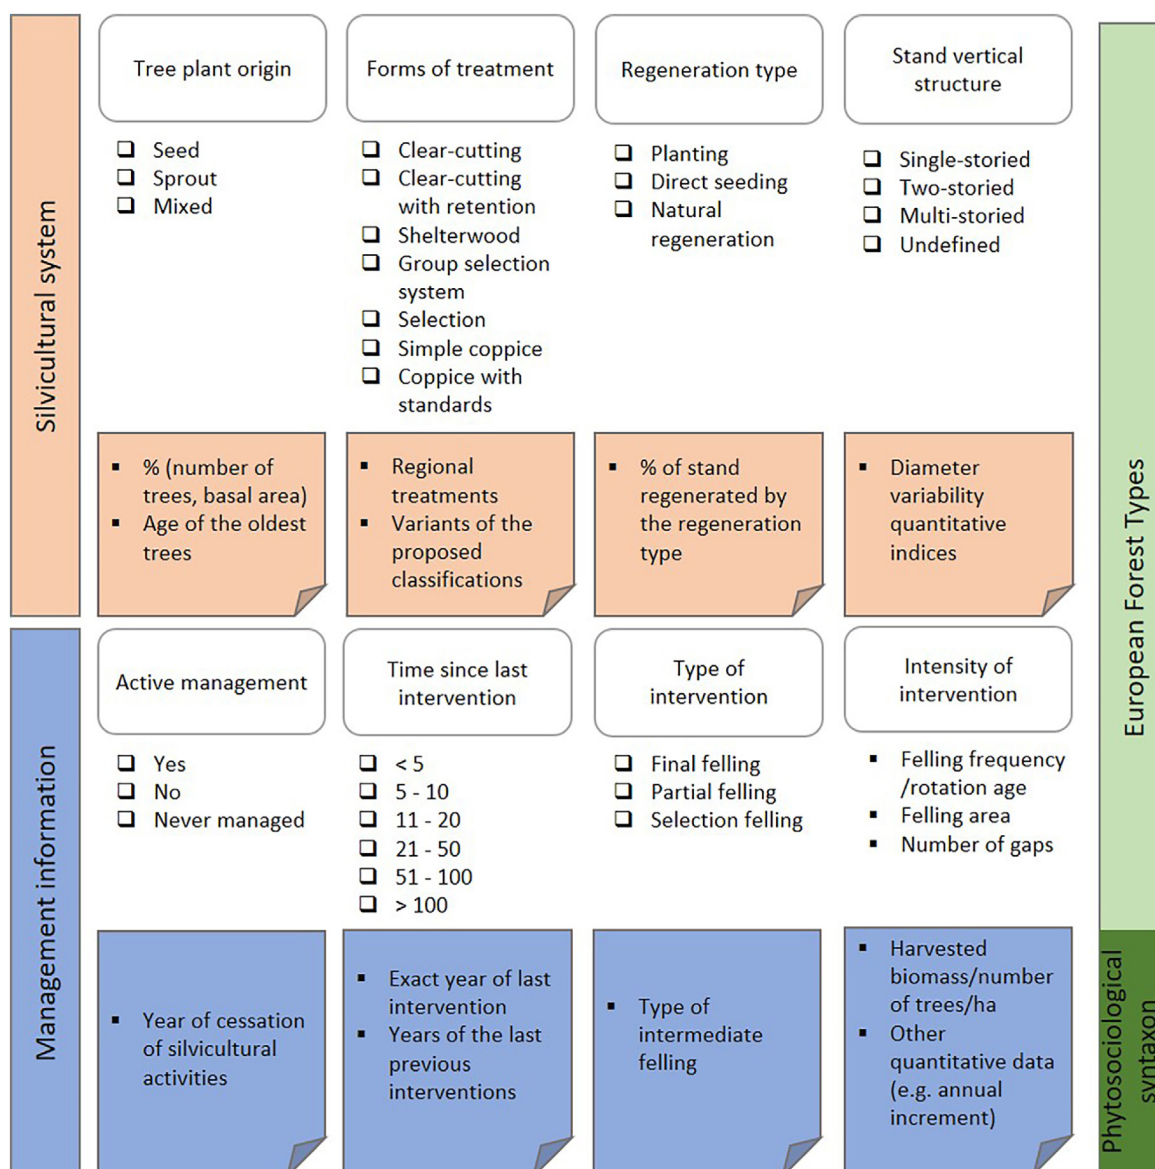 Silvicultural system
Tree plant origin
Seed
Sprout
Mixed
% (number of
trees, basal area)
Age of the oldest
trees
Forms of treatment
Clear-cutting
Clear-cutting
with retention
Shelterwood
Group selection
system
Selection
Simple coppice
Coppice with
standards
Regional
treatments
Variants of the
proposed
classifications
Regeneration type
Planting
Direct seeding
Natural
regeneration
% of stand
regenerated by
the regeneration
type
Stand vertical
structure
Single-storied
Two-storied
Multi-storied
Undefined
Diameter
variability
quantitative
indices
Management information
Active management
Yes
No
Never managed
Year of cessation
of silvicultural
activities
Time since last
intervention
< 5
5 - 10
11 - 20
21 - 50
51 - 100
> 100
Exact year of last
intervention
Years of the last
previous
interventions
Type of
intervention
Final felling
Partial felling
Selection felling
Type of
intermediate
felling
Intensity of
intervention
Felling frequency
/rotation age
Felling area
Number of gaps
Harvested
biomass/number
of trees/ha
Other
quantitative data
(e.g. annual
increment)
European Forest Types
Phytosociological
syntaxon